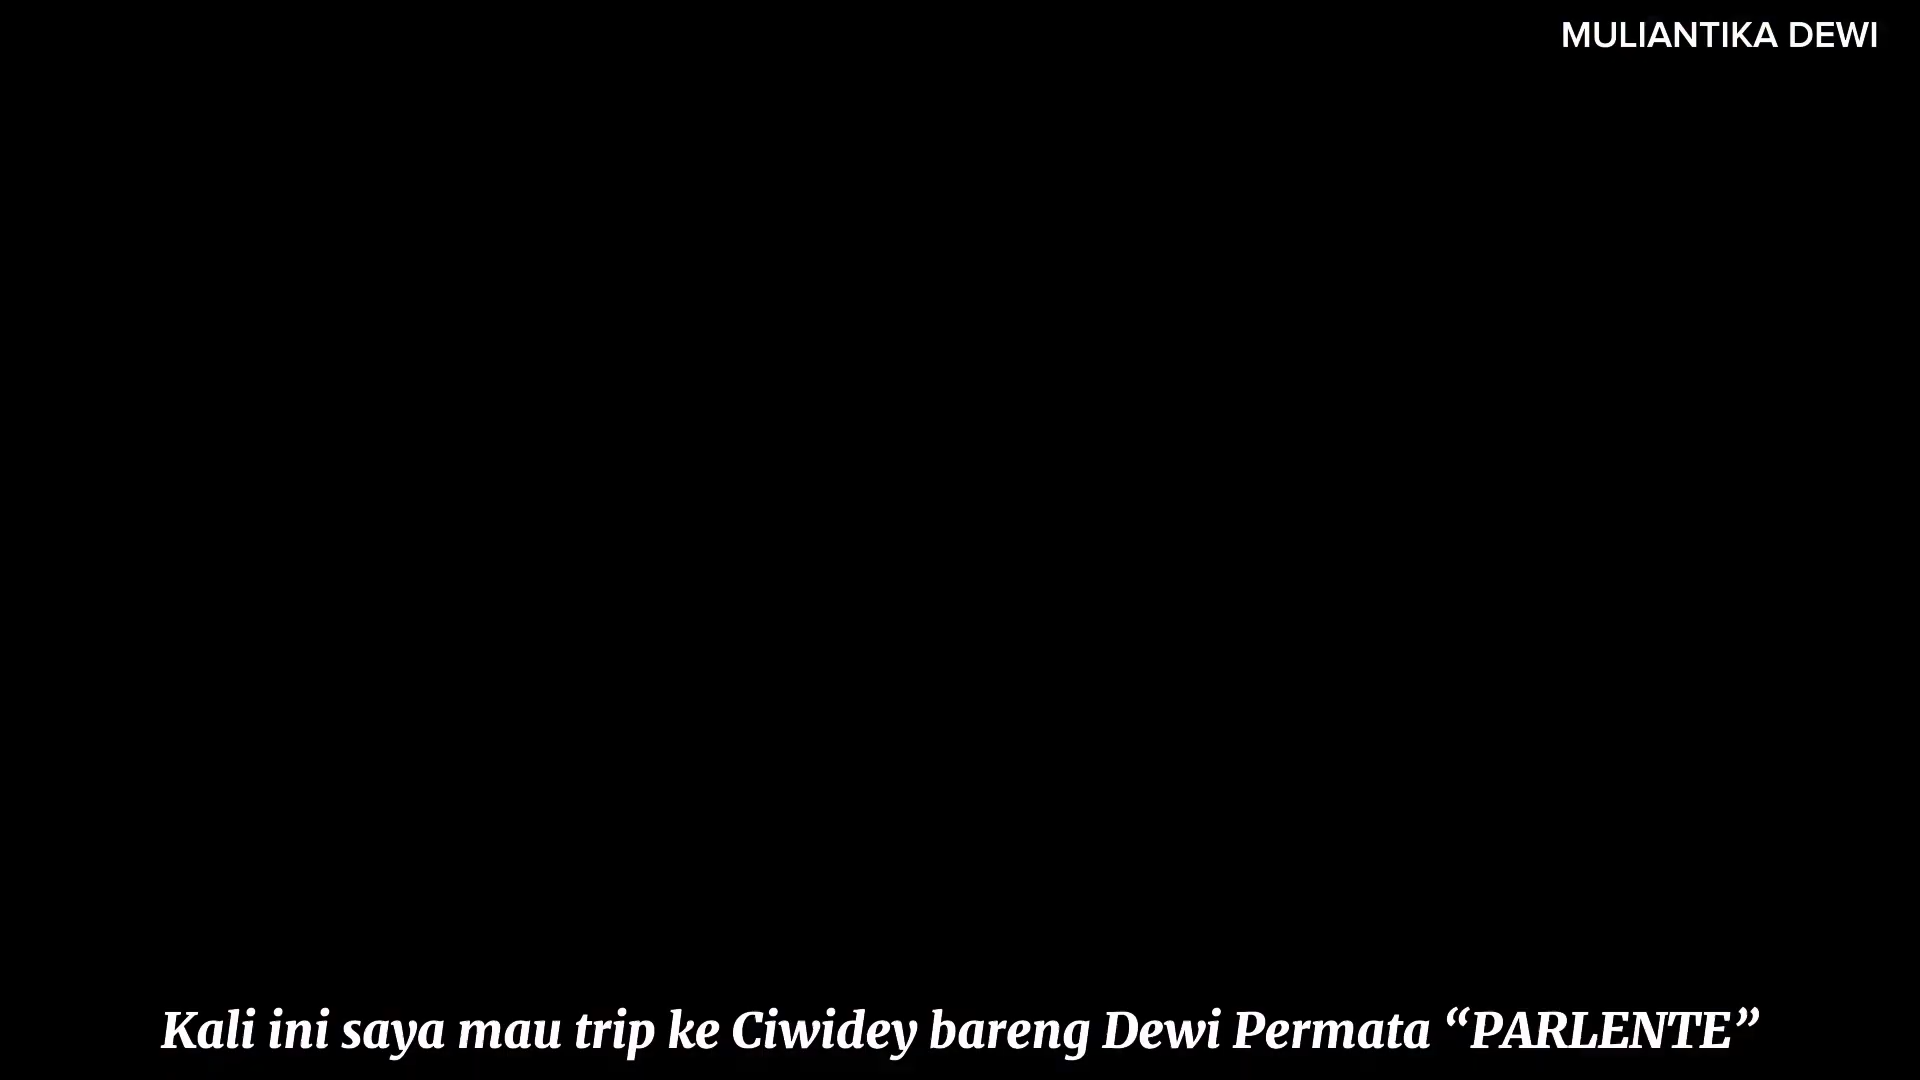 MULIANTIKA DEWI
Kali ini saya mau trip ke Ciwidey bareng Dewi Permata “PARLENTE”